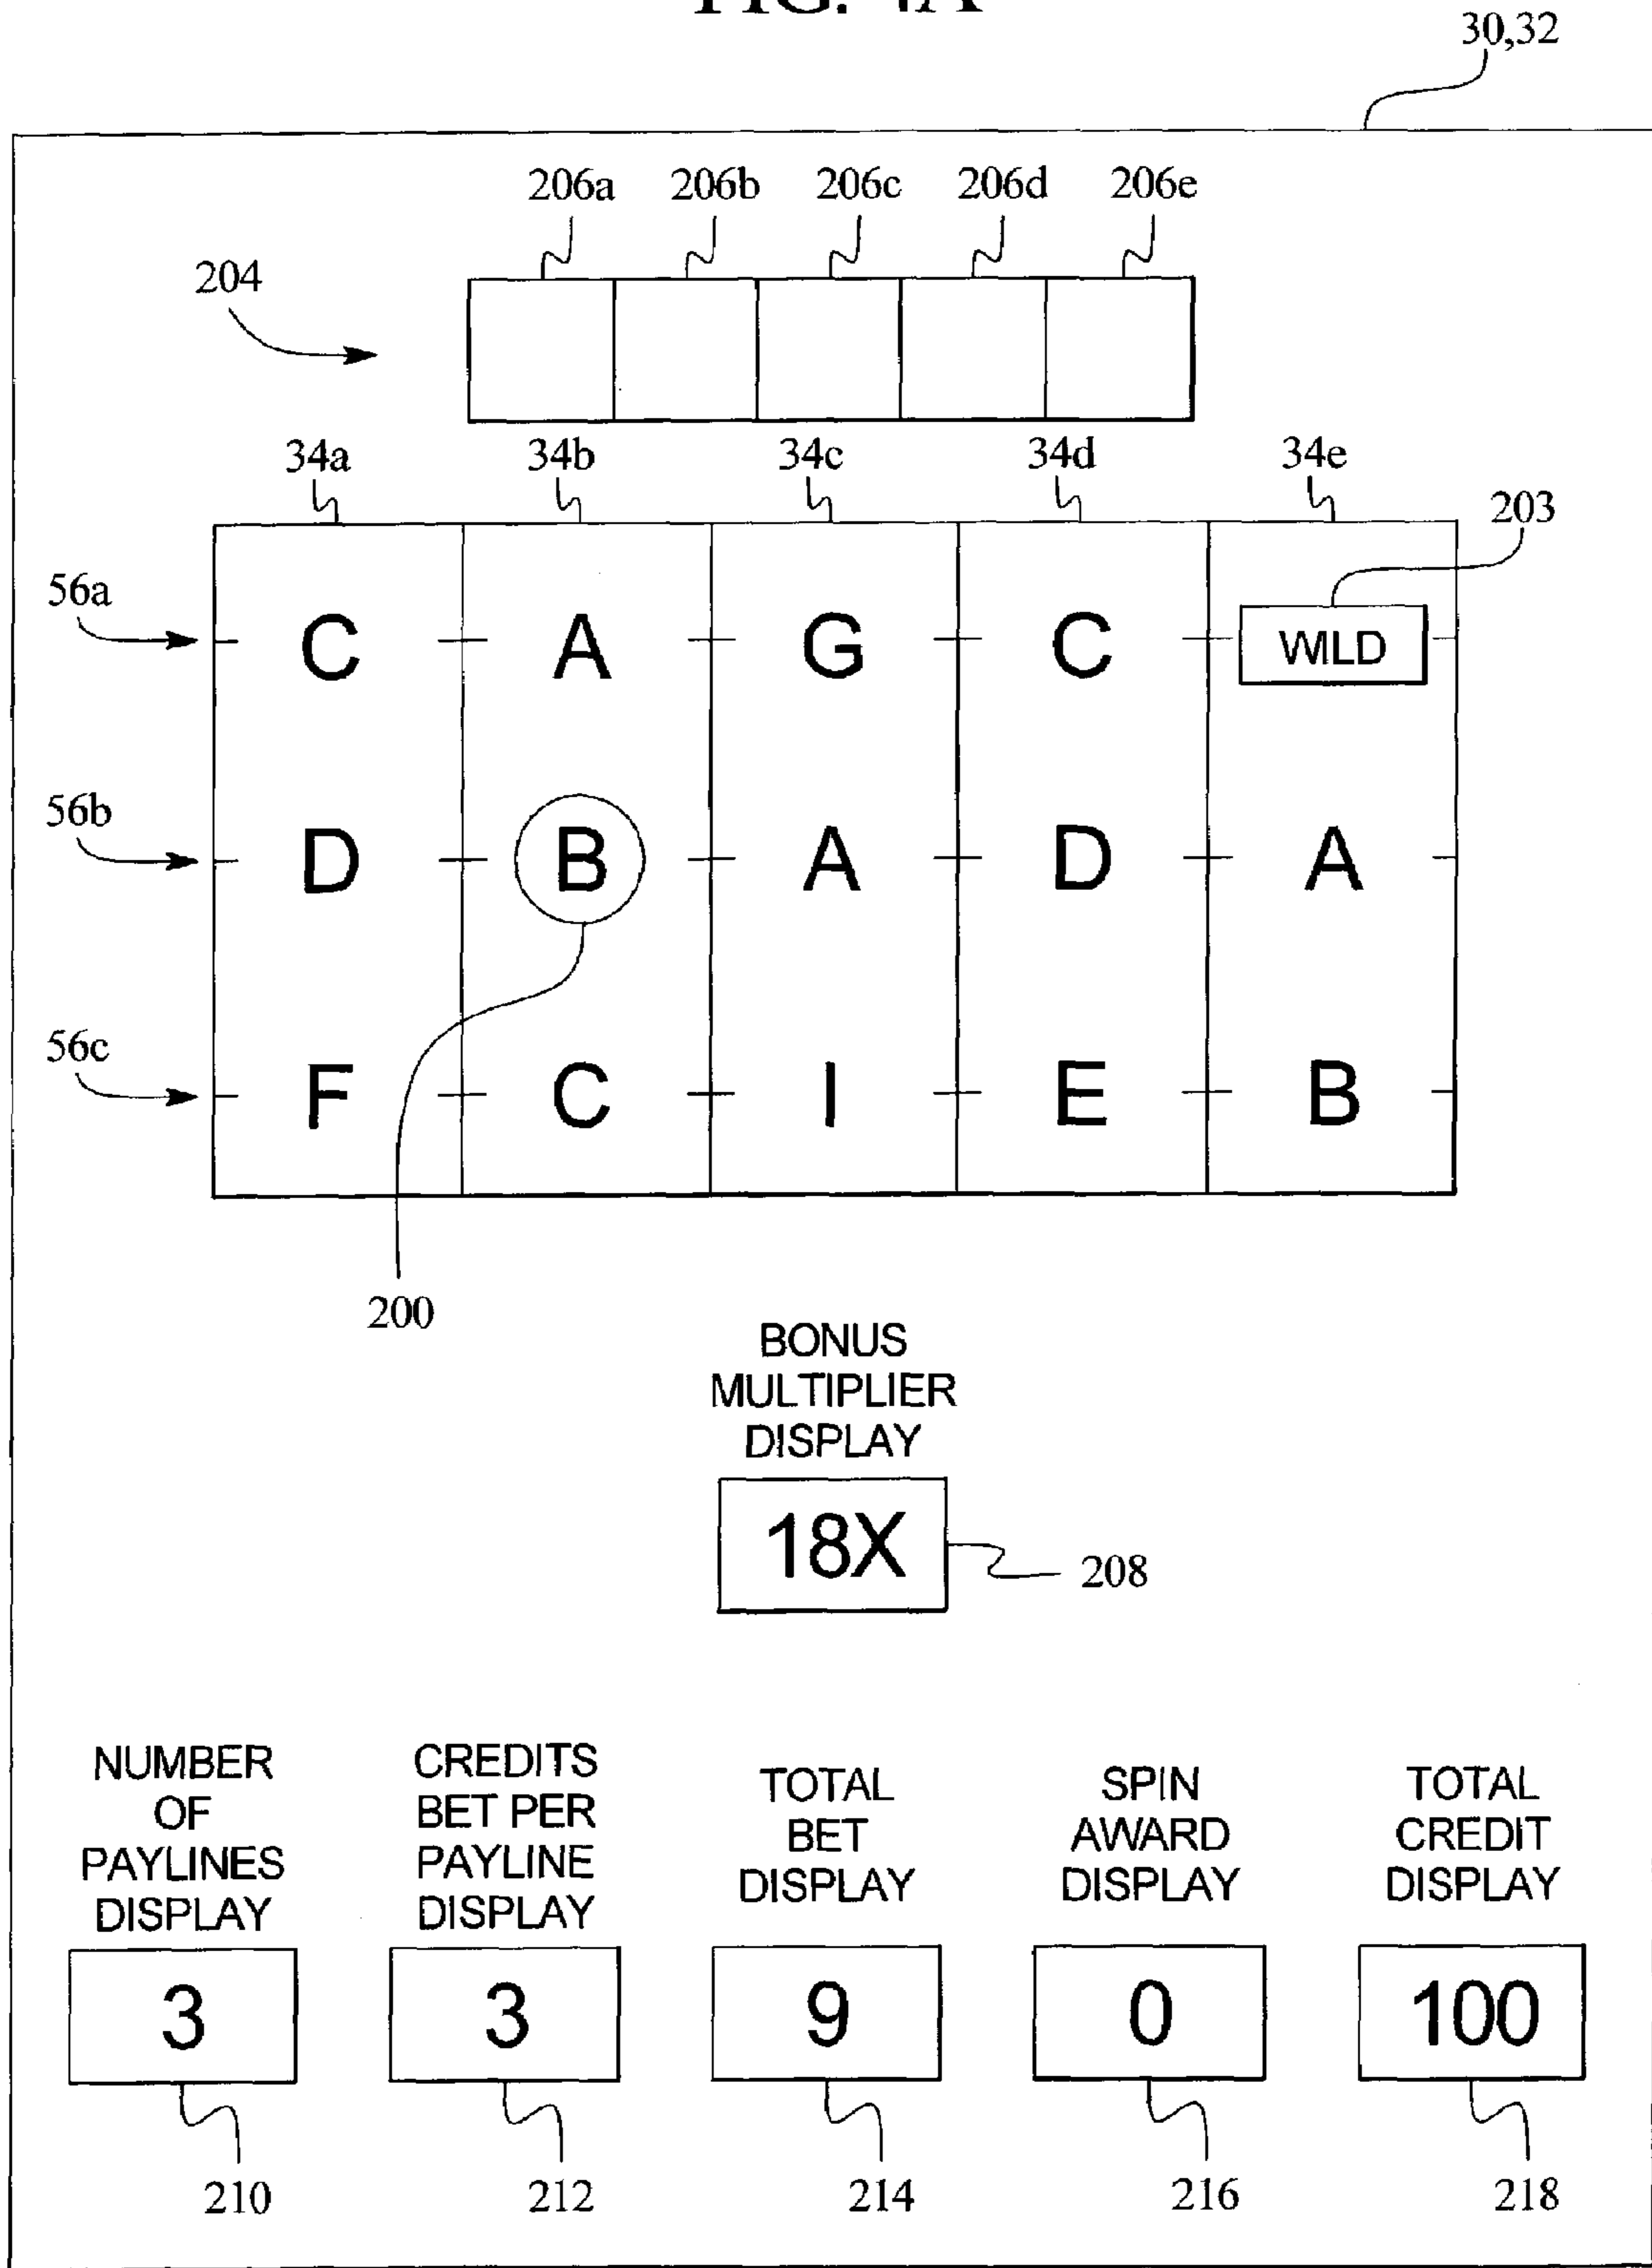 FIG. 4A
30,32
206a 206b 206c 206d 206e
204
34a 34b 34c 34d 34e
203
56a C A G C WILD
56b D B A D A
56c F C I E B
200
BONUS
MULTIPLIER
DISPLAY
18X
208
NUMBER
OF
PAYLINES
DISPLAY
3
210
CREDITS
BET PER
PAYLINE
DISPLAY
3
212
TOTAL
BET
DISPLAY
9
214
SPIN
AWARD
DISPLAY
0
216
TOTAL
CREDIT
DISPLAY
100
218